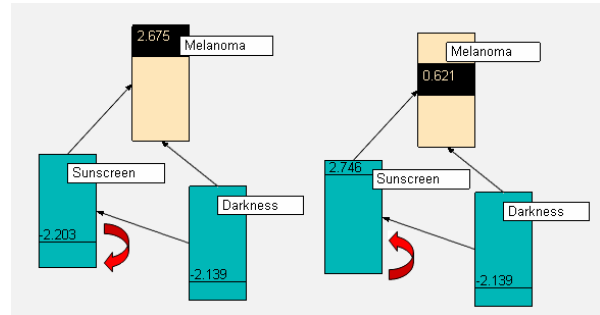 2.675
Melanoma
Sunscreen
-2.203
Darkness
-2.139
Melanoma
0.621
2.746
Sunscreen
Darkness
-2.139